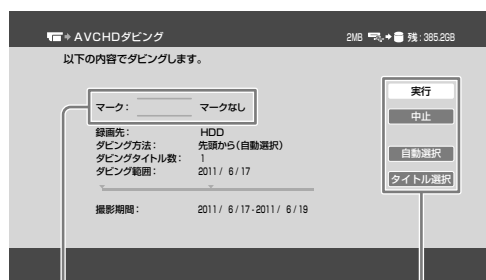 AVCHDダビング 2MB 残:385.2GB
以下の内容でダビングします。
マーク: マークなし
録画先: HDD
ダビング方法: 先頭から(自動選択)
ダビングタイトル数: 1
ダビング範囲: 2011/ 6/17
撮影期間: 2011/ 6/17-2011/ 6/19
実行
中止
自動選択
タイトル選択